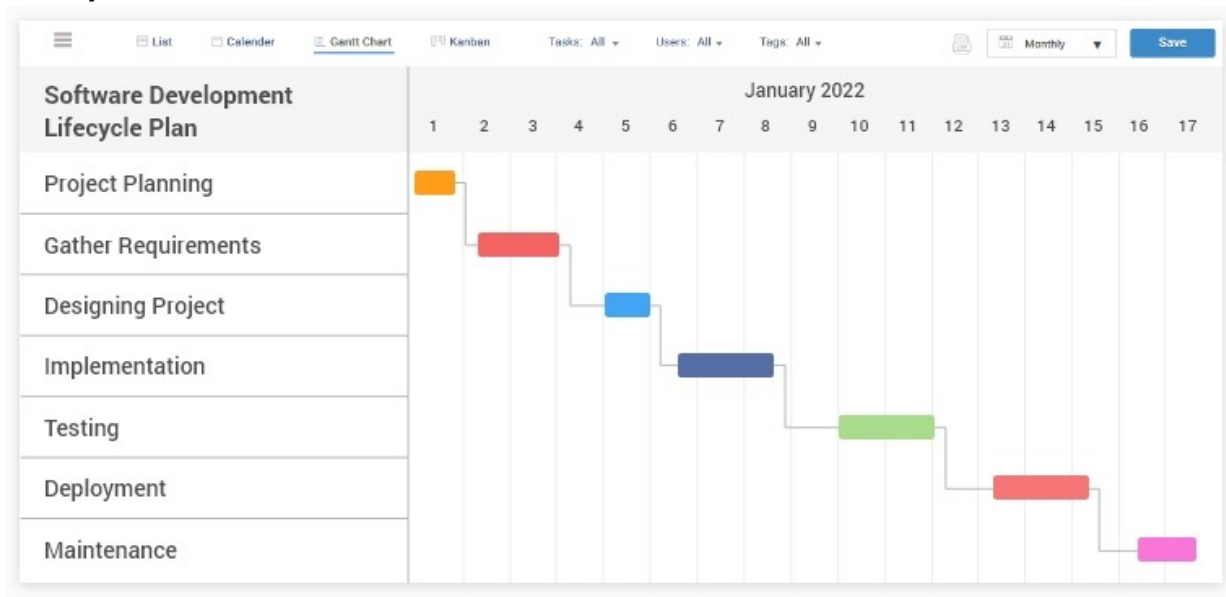 List Calender Gantt Chart Kanban Tasks: All Users: All Tags: All Monthly Save
Software Development
Lifecycle Plan
January 2022
1 2 3 4 5 6 7 8 9 10 11 12 13 14 15 16 17
Project Planning
Gather Requirements
Designing Project
Implementation
Testing
Deployment
Maintenance